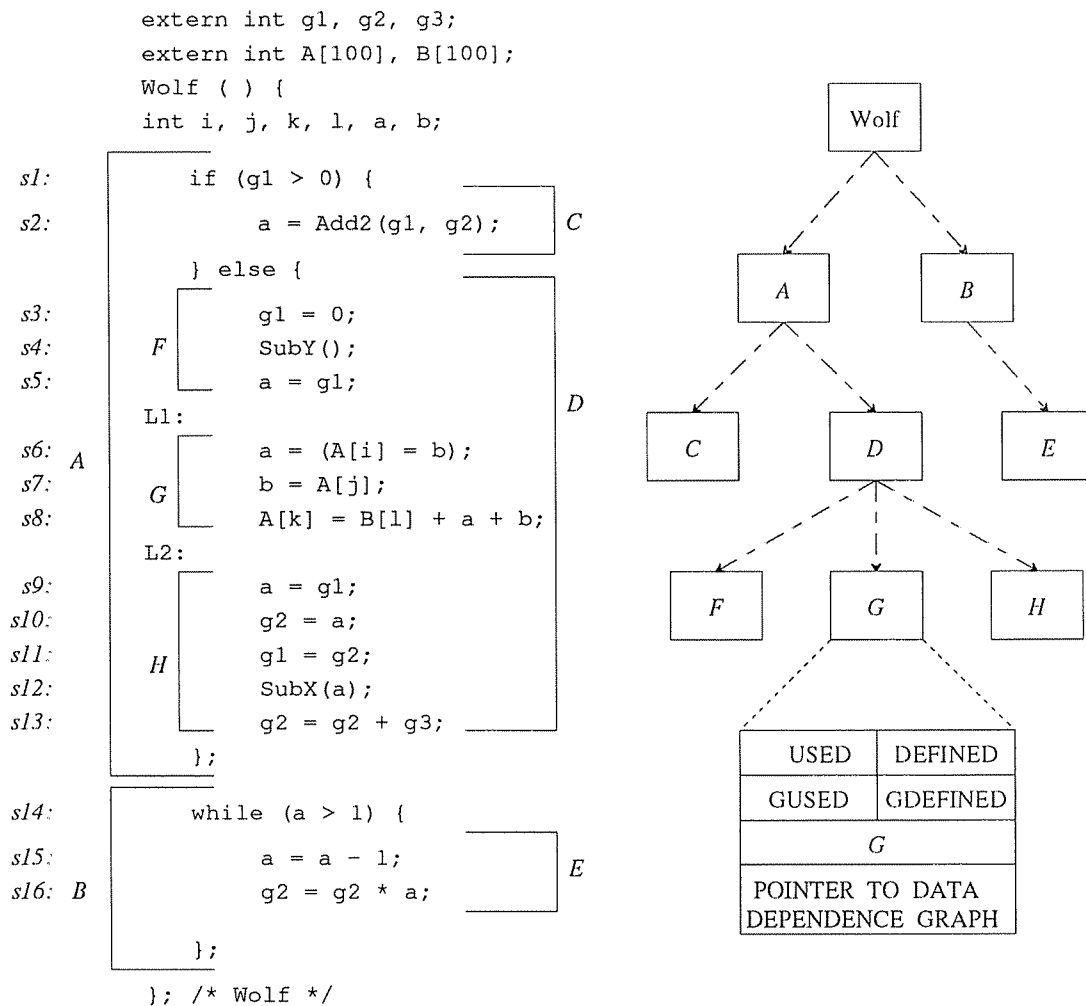 extern int g1, g2, g3;
extern int A[100], B[100];
Wolf ( ) {
int i, j, k, l, a, b;
s1: if (g1 > 0) {
s2: a = Add2(g1, g2); C
} else {
s3: g1 = 0;
s4: F SubY();
s5: a = g1; D
L1:
s6: A a = (A[i] = b);
s7: G b = A[j];
s8: A[k] = B[l] + a + b;
L2:
s9: a = g1;
s10: g2 = a;
s11: H g1 = g2;
s12: SubX(a);
s13: g2 = g2 + g3;
};
s14: while (a > 1) {
s15: a = a - 1; E
s16: B g2 = g2 * a;
};
}; /* Wolf */
Wolf
A B
C D E
F G H
USED DEFINED
GUSED GDEFINED
G
POINTER TO DATA
DEPENDENCE GRAPH